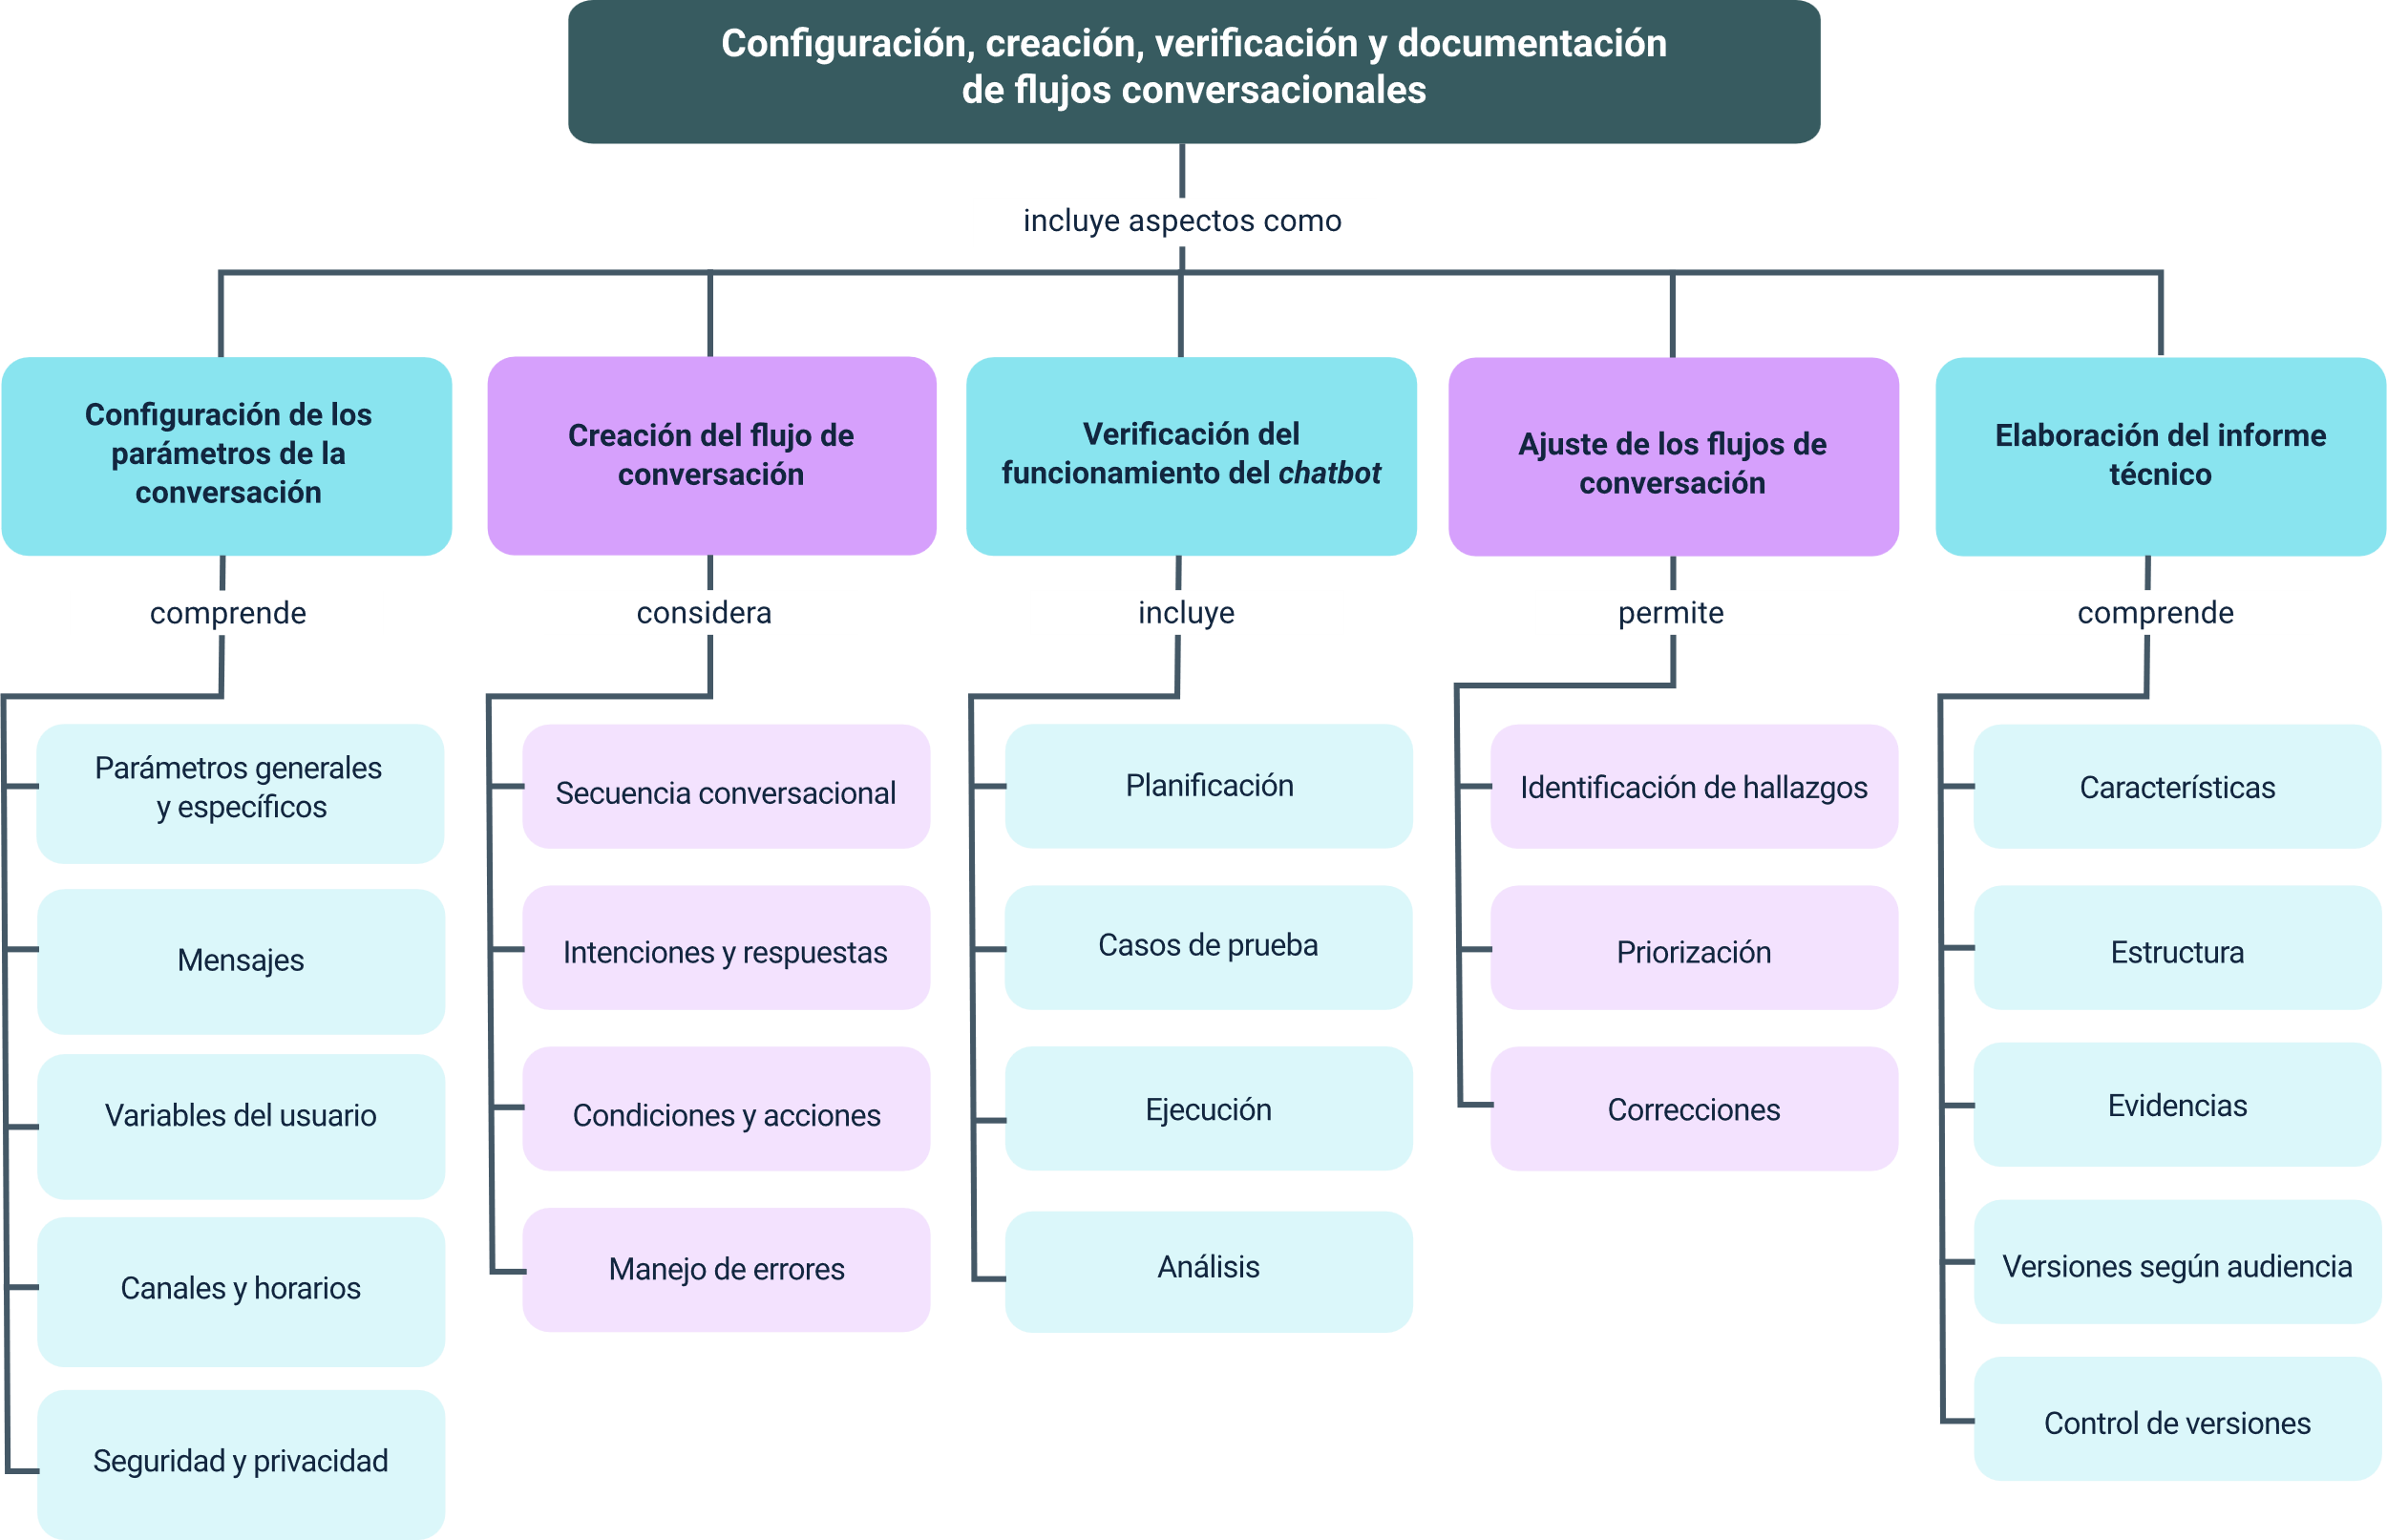 Configuración, creación, verificación y documentación
de flujos conversacionales
incluye aspectos como
Configuración de los
parámetros de la
conversación
comprende
Parámetros generales
y específicos
Mensajes
Variables del usuario
Canales y horarios
Seguridad y privacidad
Creación del flujo de
conversación
considera
Secuencia conversacional
Intenciones y respuestas
Condiciones y acciones
Manejo de errores
Verificación del
funcionamiento del chatbot
incluye
Planificación
Casos de prueba
Ejecución
Análisis
Ajuste de los flujos de
conversación
permite
Identificación de hallazgos
Priorización
Correcciones
Elaboración del informe
técnico
comprende
Características
Estructura
Evidencias
Versiones según audiencia
Control de versiones